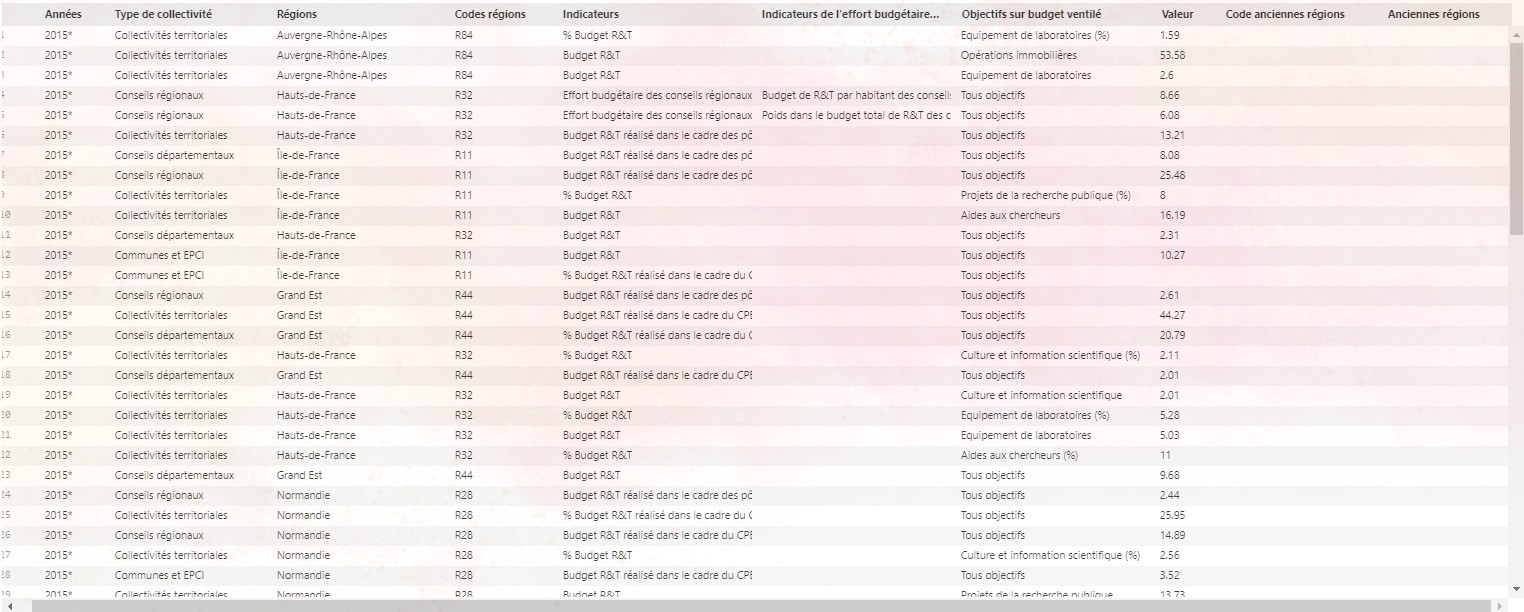 Années Type de collectivité Régions Codes régions Indicateurs Indicateurs de l'effort budgétaire... Objectifs sur budget ventilé Valeur Code anciennes régions Anciennes régions
1 2015* Collectivités territoriales Auvergne-Rhône-Alpes R84 % Budget R&T Equipement de laboratoires (%) 1.59
2 2015* Collectivités territoriales Auvergne-Rhône-Alpes R84 Budget R&T Opérations immobilières 53.58
3 2015* Collectivités territoriales Auvergne-Rhône-Alpes R84 Budget R&T Equipement de laboratoires 2.6
4 2015* Conseils régionaux Hauts-de-France R32 Effort budgétaire des conseils régionaux Budget de R&T par habitant des conseils Tous objectifs 8.66
5 2015* Conseils régionaux Hauts-de-France R32 Effort budgétaire des conseils régionaux Poids dans le budget total de R&T des c Tous objectifs 6.08
6 2015* Collectivités territoriales Hauts-de-France R32 Budget R&T réalisé dans le cadre des pô Tous objectifs 13.21
7 2015* Conseils départementaux Île-de-France R11 Budget R&T réalisé dans le cadre des pô Tous objectifs 8.08
8 2015* Conseils régionaux Île-de-France R11 Budget R&T réalisé dans le cadre des pô Tous objectifs 25.48
9 2015* Collectivités territoriales Île-de-France R11 % Budget R&T Projets de la recherche publique (%) 8
10 2015* Collectivités territoriales Île-de-France R11 Budget R&T Aides aux chercheurs 16.19
11 2015* Conseils départementaux Hauts-de-France R32 Budget R&T Tous objectifs 2.31
12 2015* Communes et EPCI Île-de-France R11 Budget R&T Tous objectifs 10.27
13 2015* Communes et EPCI Île-de-France R11 % Budget R&T réalisé dans le cadre du C Tous objectifs
14 2015* Conseils régionaux Grand Est R44 Budget R&T réalisé dans le cadre des pô Tous objectifs 2.61
15 2015* Collectivités territoriales Grand Est R44 Budget R&T réalisé dans le cadre du CPE Tous objectifs 44.27
16 2015* Conseils départementaux Grand Est R44 % Budget R&T réalisé dans le cadre du C Tous objectifs 20.79
17 2015* Collectivités territoriales Hauts-de-France R32 % Budget R&T Culture et information scientifique (%) 2.11
18 2015* Conseils départementaux Grand Est R44 Budget R&T réalisé dans le cadre du CPE Tous objectifs 2.01
19 2015* Collectivités territoriales Hauts-de-France R32 Budget R&T Culture et information scientifique 2.01
20 2015* Collectivités territoriales Hauts-de-France R32 % Budget R&T Equipement de laboratoires (%) 5.28
21 2015* Collectivités territoriales Hauts-de-France R32 Budget R&T Equipement de laboratoires 5.03
22 2015* Collectivités territoriales Hauts-de-France R32 % Budget R&T Aides aux chercheurs (%) 11
23 2015* Conseils départementaux Grand Est R44 Budget R&T Tous objectifs 9.68
24 2015* Conseils régionaux Normandie R28 Budget R&T réalisé dans le cadre des pô Tous objectifs 2.44
25 2015* Collectivités territoriales Normandie R28 % Budget R&T réalisé dans le cadre du C Tous objectifs 25.95
26 2015* Conseils régionaux Normandie R28 Budget R&T réalisé dans le cadre du CPE Tous objectifs 14.89
27 2015* Collectivités territoriales Normandie R28 % Budget R&T Culture et information scientifique (%) 2.56
28 2015* Communes et EPCI Normandie R28 Budget R&T réalisé dans le cadre du CPE Tous objectifs 3.52
29 2015* Collectivités territoriales Normandie R28 Budget R&T Projets de la recherche publique 13.73